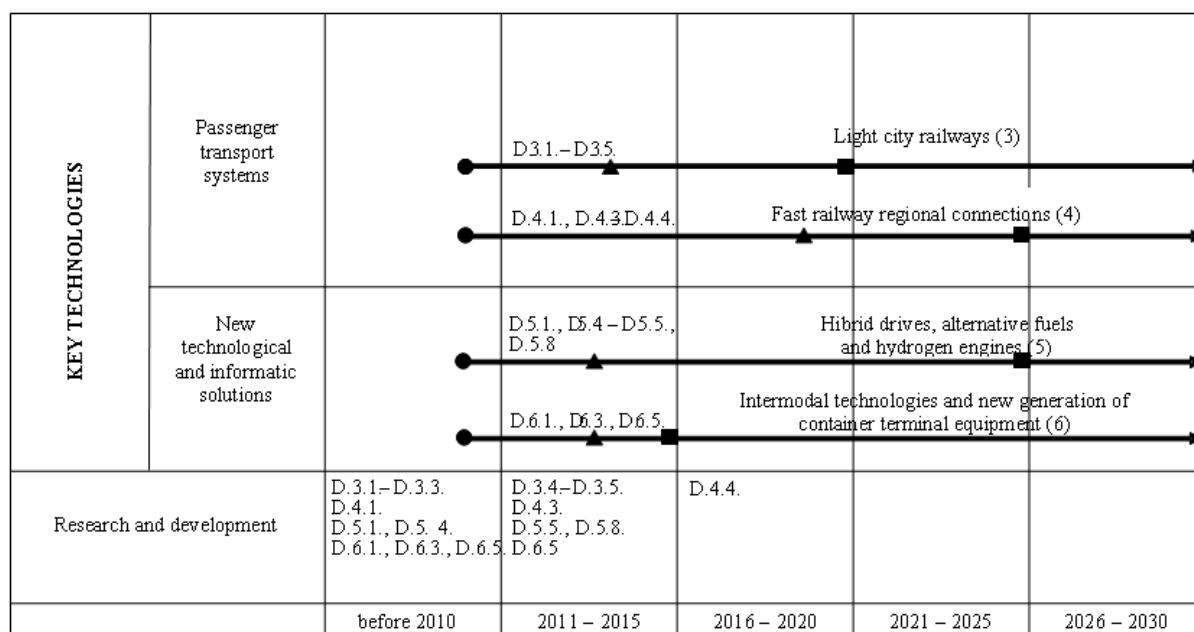 KEY TECHNOLOGIES
Passenger
transport
systems
D3.1.–D3.5.
Light city railways (3)
D.4.1., D.4.3.D.4.4.
Fast railway regional connections (4)
New
technological
and informatic
solutions
D.5.1., D5.4 – D.5.5.,
D.5.8
Hibrid drives, alternative fuels
and hydrogen engines (5)
D.6.1., D6.3., D.6.5.
Intermodal technologies and new generation of
container terminal equipment (6)
Research and development
D.3.1–D.3.3.
D.4.1.
D.5.1., D.5. 4.
D.6.1., D.6.3., D.6.5.
D.3.4–D.3.5.
D.4.3.
D.5.5., D.5.8.
D.6.5
D.4.4.
before 2010
2011 – 2015
2016 – 2020
2021 – 2025
2026 – 2030